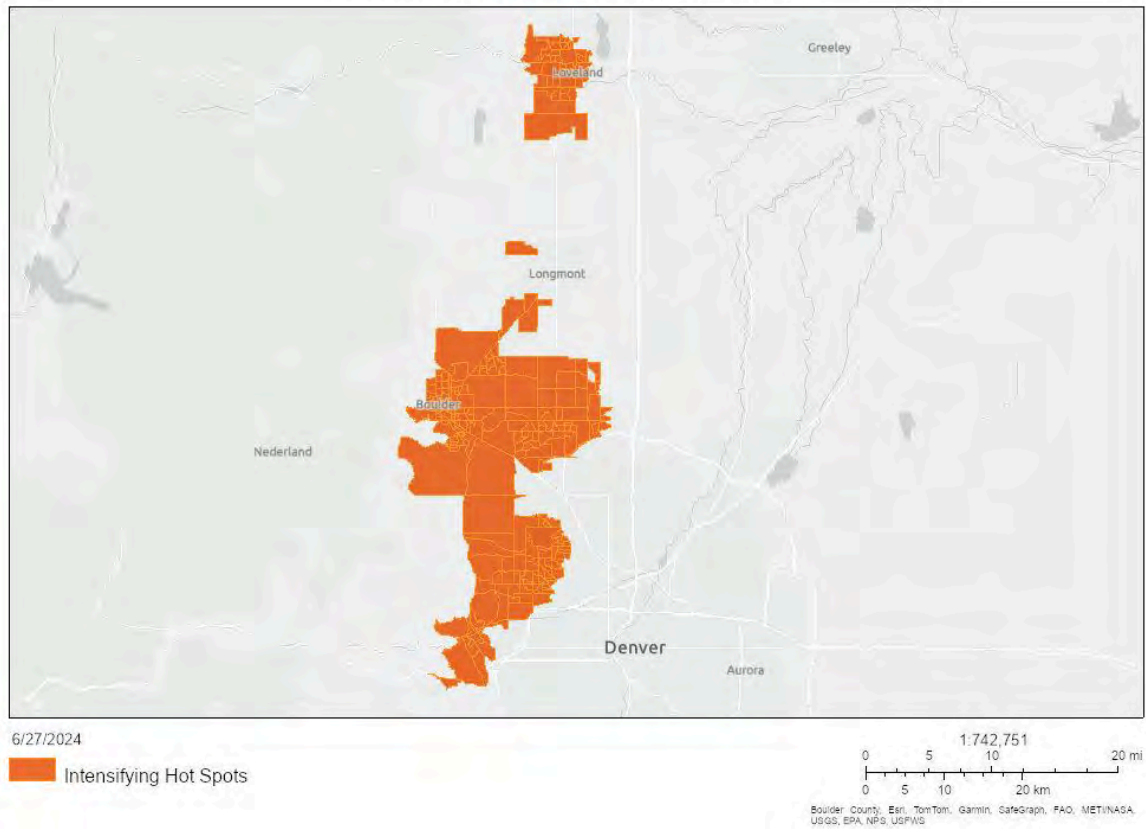 Greeley
Loveland
Longmont
Boulder
Nederland
Denver
Aurora
6/27/2024
1:742,751
0 5 10 20 mi
0 5 10 20 km
Intensifying Hot Spots
Boulder County, Esri, TomTom, Garmin, SafeGraph, FAO, METI/NASA,
USGS, EPA, NPS, USFWS